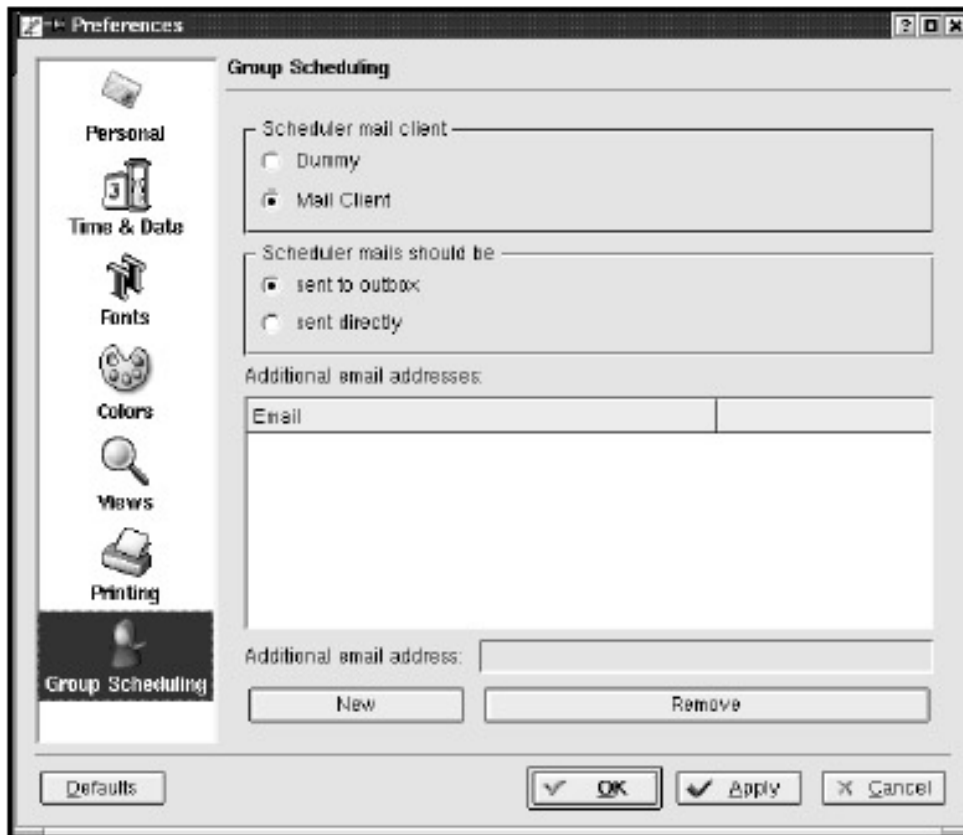 Preferences
Group Scheduling
Personal
Time & Date
Fonts
Colors
Views
Printing
Group Scheduling
Scheduler mail client
Dummy
Mail Client
Scheduler mails should be
sent to outbox
sent directly
Additional email addresses:
Email
Additional email address:
New
Remove
Defaults
OK
Apply
Cancel